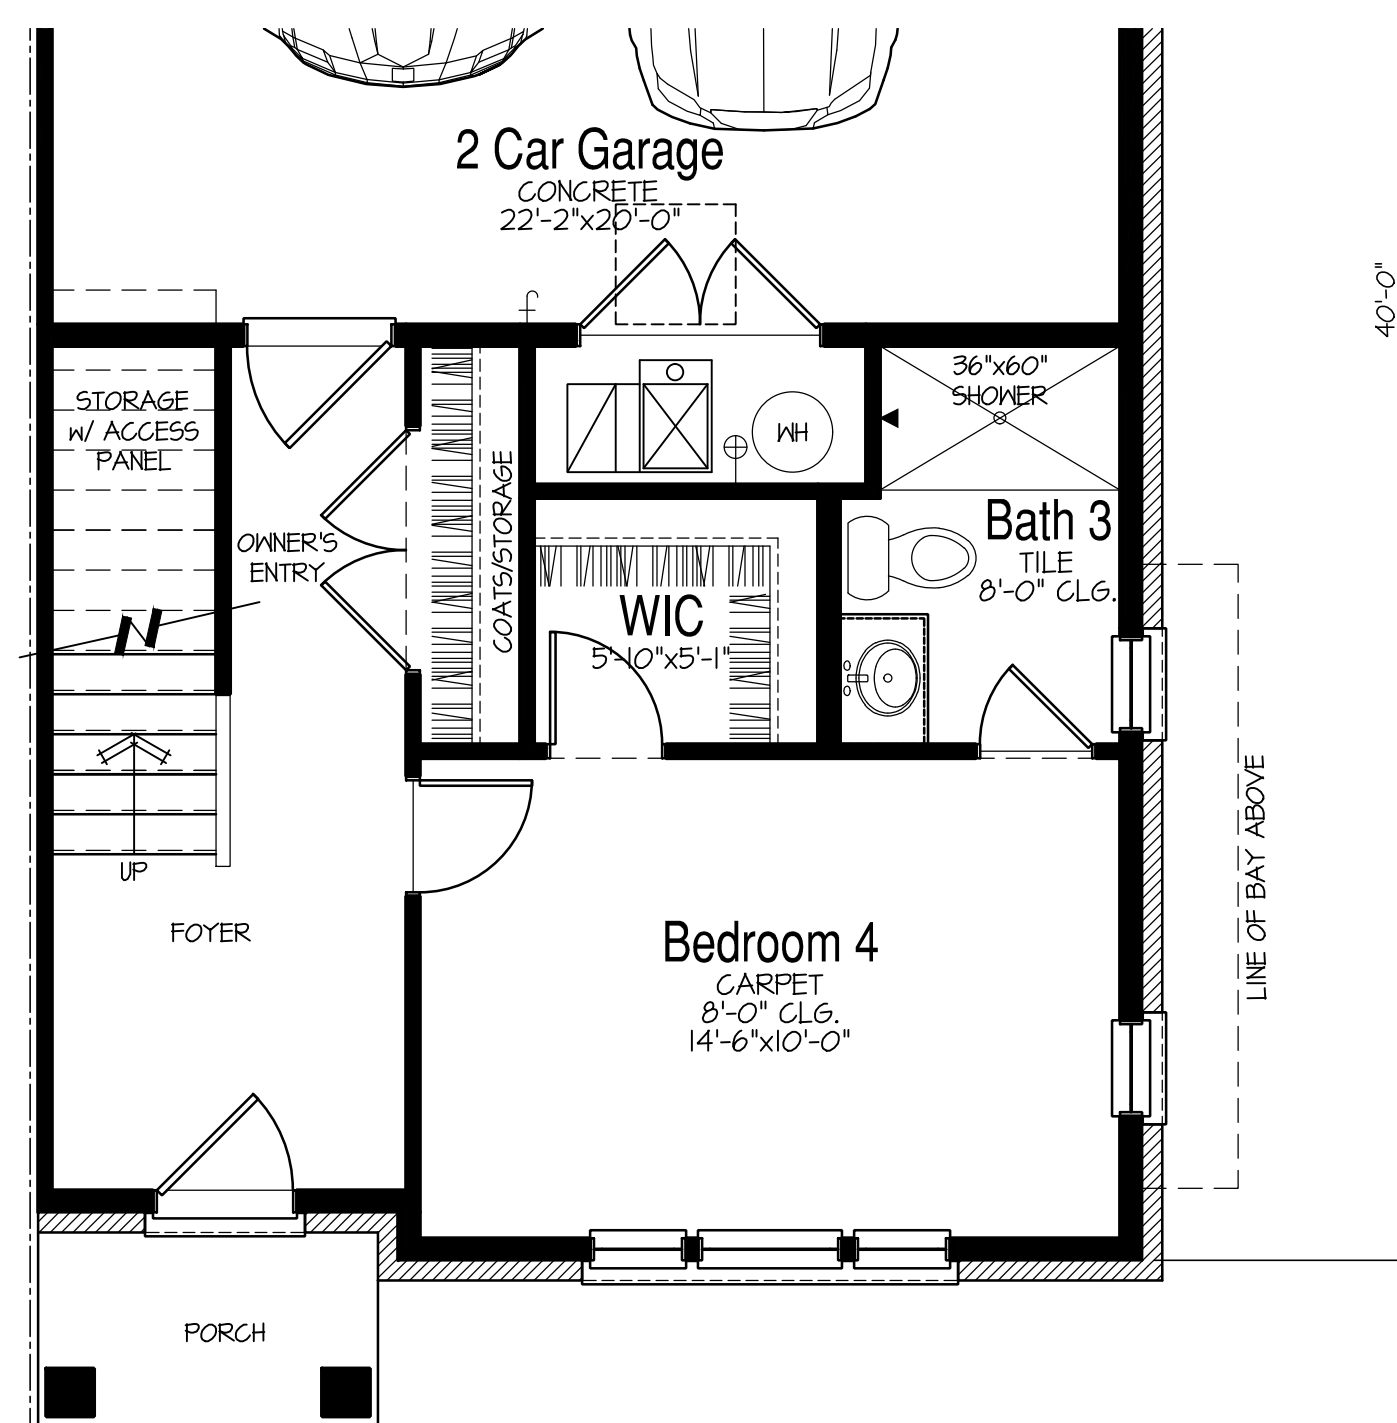 2 Car Garage
CONCRETE
22'-2"x20'-0"
40'-0"
36"x60"
SHOWER
STORAGE
w/ ACCESS
PANEL
WH
COATS/STORAGE
OWNER'S
ENTRY
Bath 3
TILE
8'-0" CLG.
WIC
5'-10"x5'-1"
UP
LINE OF BAY ABOVE
FOYER
Bedroom 4
CARPET
8'-0" CLG.
14'-6"x10'-0"
PORCH